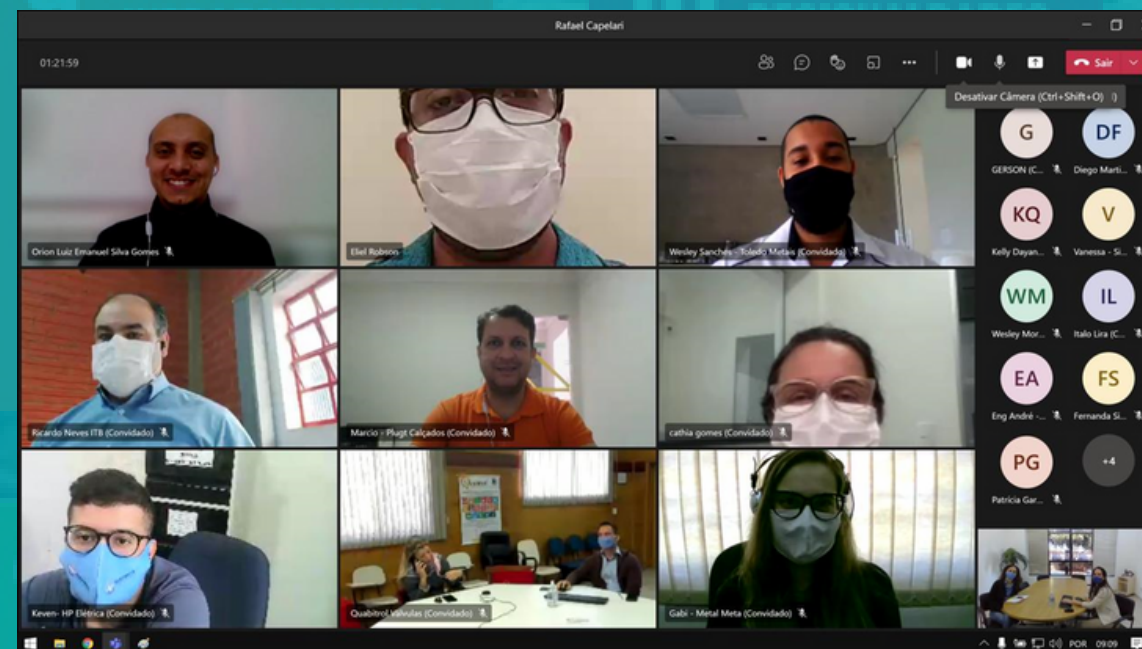 Rafael Capelari
01:21:59
Sair
Desativar Câmera (Ctrl+Shift+O)
Orion Luiz Emanuel Silva Gomes
Eliel Robson
Wesley Sanches - Toledo Metais (Convidado)
G
DF
GERSON (C...
Diego Marti...
KQ
V
Kelly Dayan...
Vanessa - Si...
Ricardo Neves ITB (Convidado)
Marcio - Plugt Calçados (Convidado)
cathia gomes (Convidado)
WM
IL
Wesley Mor...
Italo Lira (C...
EA
FS
Eng André -...
Fernanda Si...
PG
+4
Patricia Gar...
Keven- HP Elétrica (Convidado)
Quabitrol Válvulas (Convidado)
Gabi - Metal Meta (Convidado)
POR
09:09